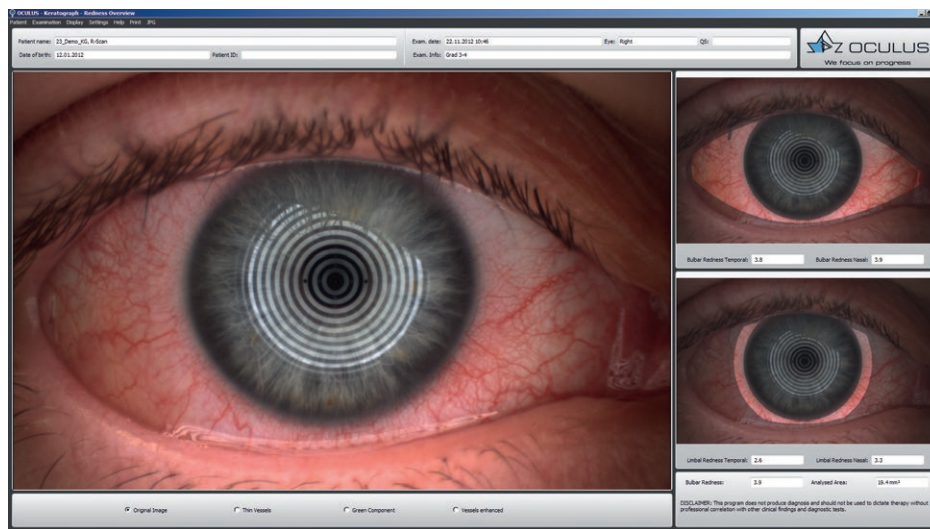 OCULUS - Keratograph - Redness Overview
Patient Examination Display Settings Help Print JPG
Patient name: 23_Demo_KG, R-Scan
Date of birth: 12.01.2012 Patient ID:
Exam. date: 22.11.2012 10:46 Eye: Right QS:
Exam. Info: Grad 3-4
OCULUS
We focus on progress
Bulbar Redness Temporal: 3.8 Bulbar Redness Nasal: 3.9
Limbal Redness Temporal: 2.6 Limbal Redness Nasal: 3.3
Bulbar Redness: 3.9 Analysed Area: 19.4 mm²
DISCLAIMER: This program does not produce diagnosis and should not be used to dictate therapy without
professional correlation with other clinical findings and diagnostic tests.
Original Image Thin Vessels Green Component Vessels enhanced